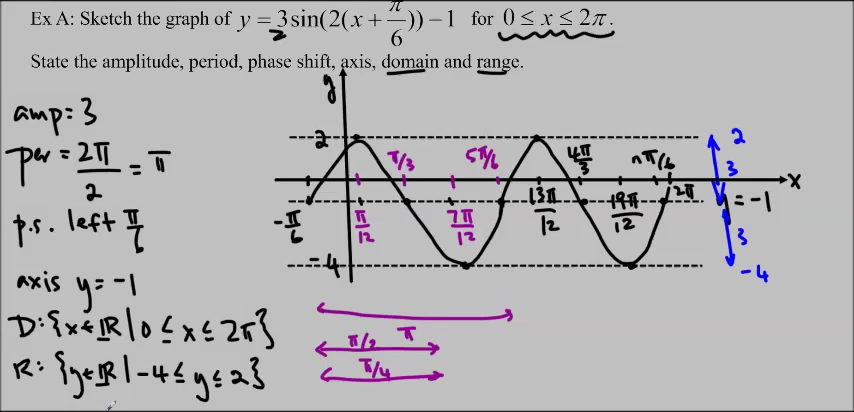 Ex A: Sketch the graph of y = 3sin(2(x + π/6)) − 1 for 0 ≤ x ≤ 2π.
State the amplitude, period, phase shift, axis, domain and range.
amp = 3
per = 2π/2 = π
p.s. left π/6
axis y = -1
D: {x ∈ ℝ | 0 ≤ x ≤ 2π}
R: {y ∈ ℝ | -4 ≤ y ≤ 2}
y
2
π/3 5π/6 4π/3 π/6 2π x
-π/6 π/12 7π/12 13π/12 19π/12 = -1
-4
π
π/2
π/4
2
3
3
-4